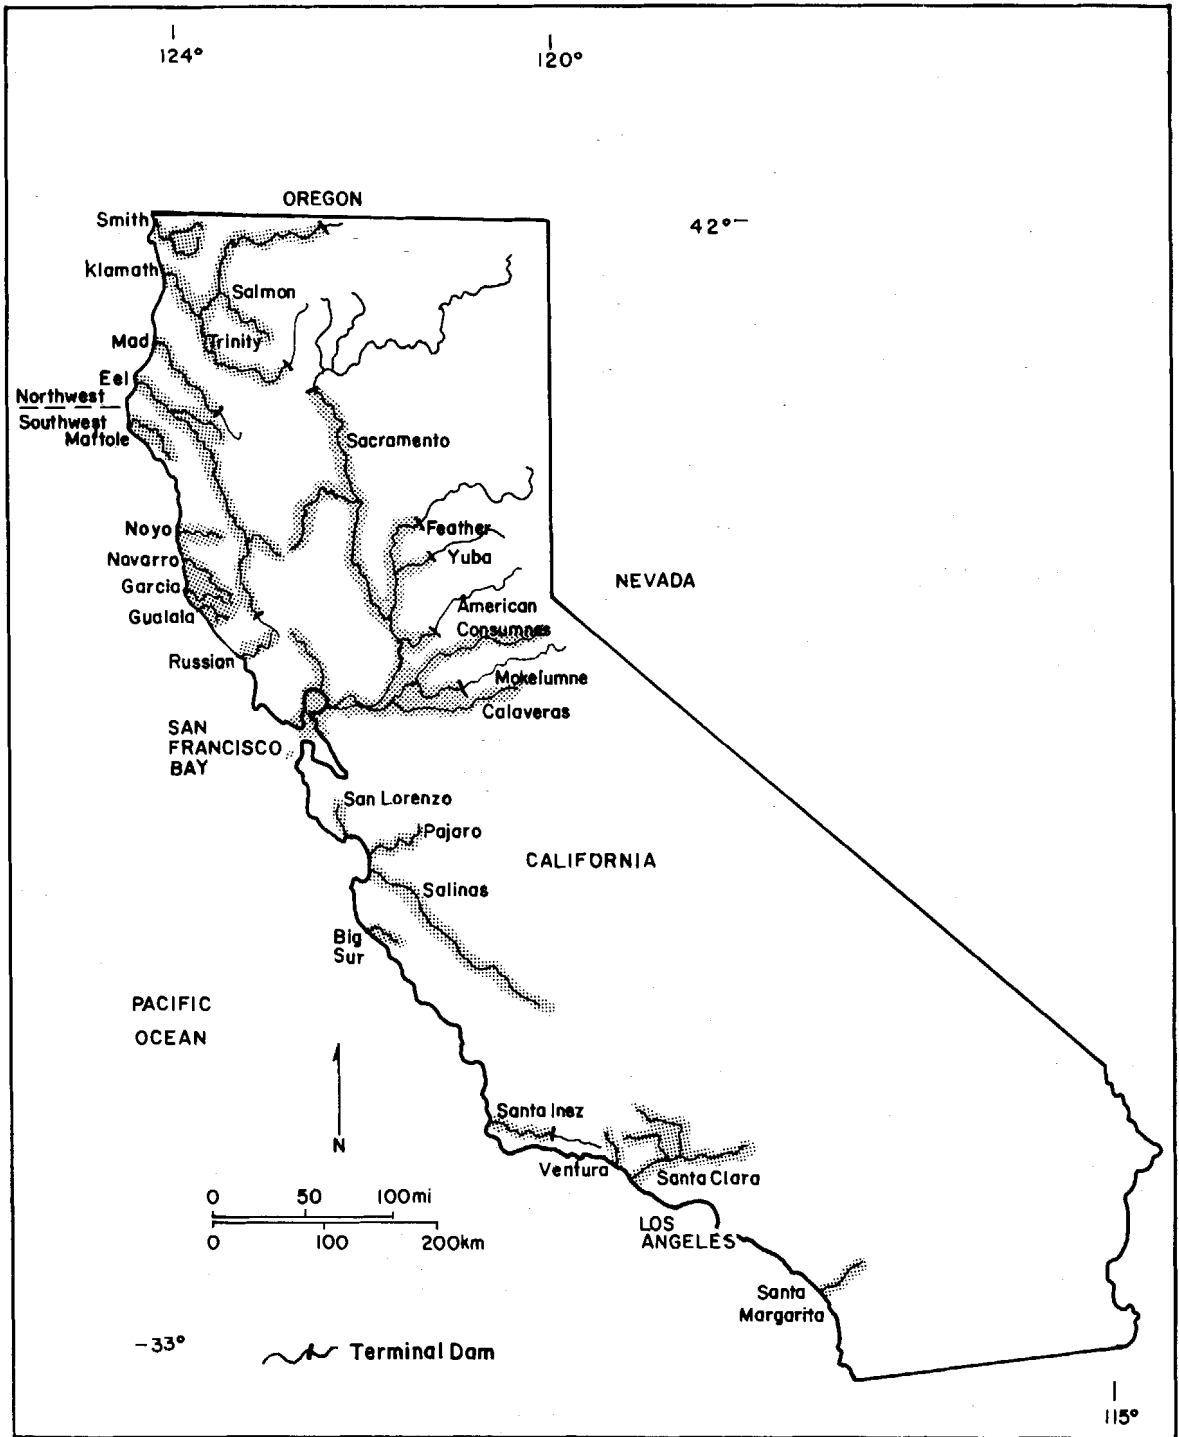 124°
120°
OREGON
42°
Smith
Klamath
Salmon
Mad
Trinity
Eel
Northwest
Southwest
Mattole
Sacramento
Noyo
Feather
Navarro
Yuba
NEVADA
Garcia
American
Gualala
Consumnes
Russian
Mokelumne
Calaveras
SAN
FRANCISCO
BAY
San Lorenzo
Pajaro
CALIFORNIA
Salinas
Big
Sur
PACIFIC
OCEAN
N
Santa Inez
Ventura
Santa Clara
0 50 100mi
0 100 200km
LOS
ANGELES
Santa
Margarita
-33°
Terminal Dam
115°